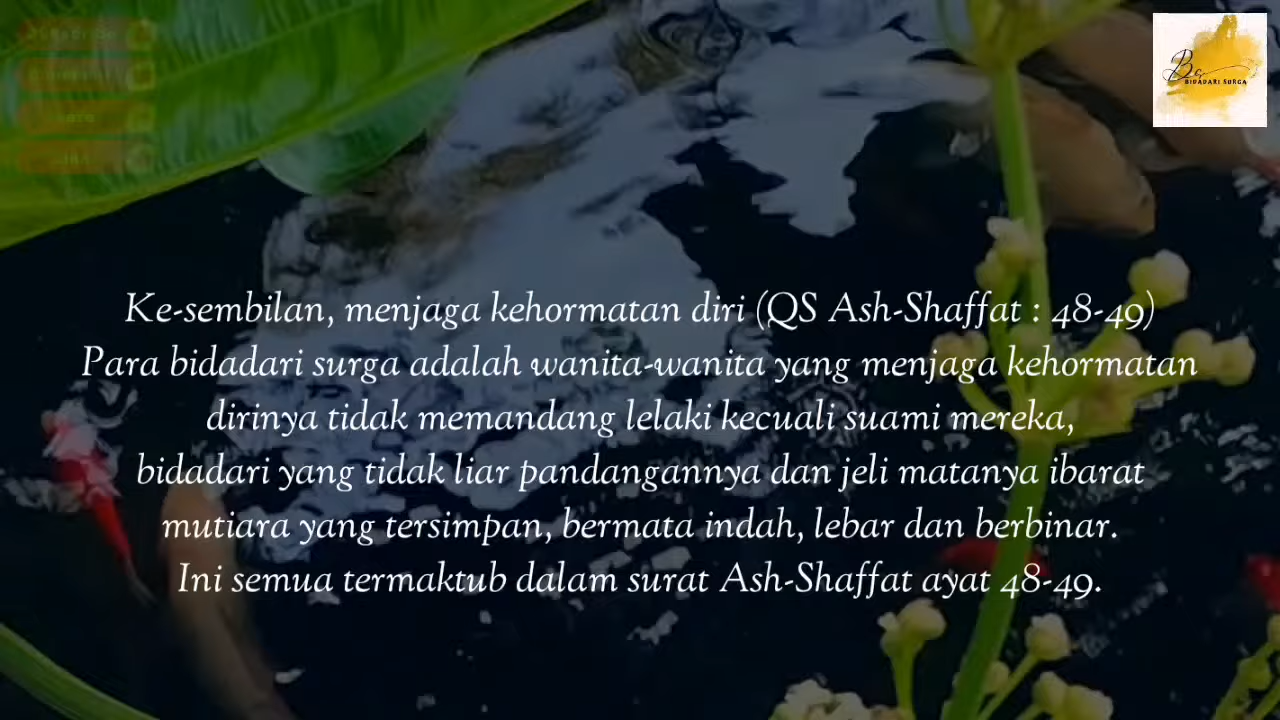 BIDADARI SURGA
Ke-sembilan, menjaga kehormatan diri (QS Ash-Shaffat : 48-49)
Para bidadari surga adalah wanita-wanita yang menjaga kehormatan
dirinya tidak memandang lelaki kecuali suami mereka,
bidadari yang tidak liar pandangannya dan jeli matanya ibarat
mutiara yang tersimpan, bermata indah, lebar dan berbinar.
Ini semua termaktub dalam surat Ash-Shaffat ayat 48-49.